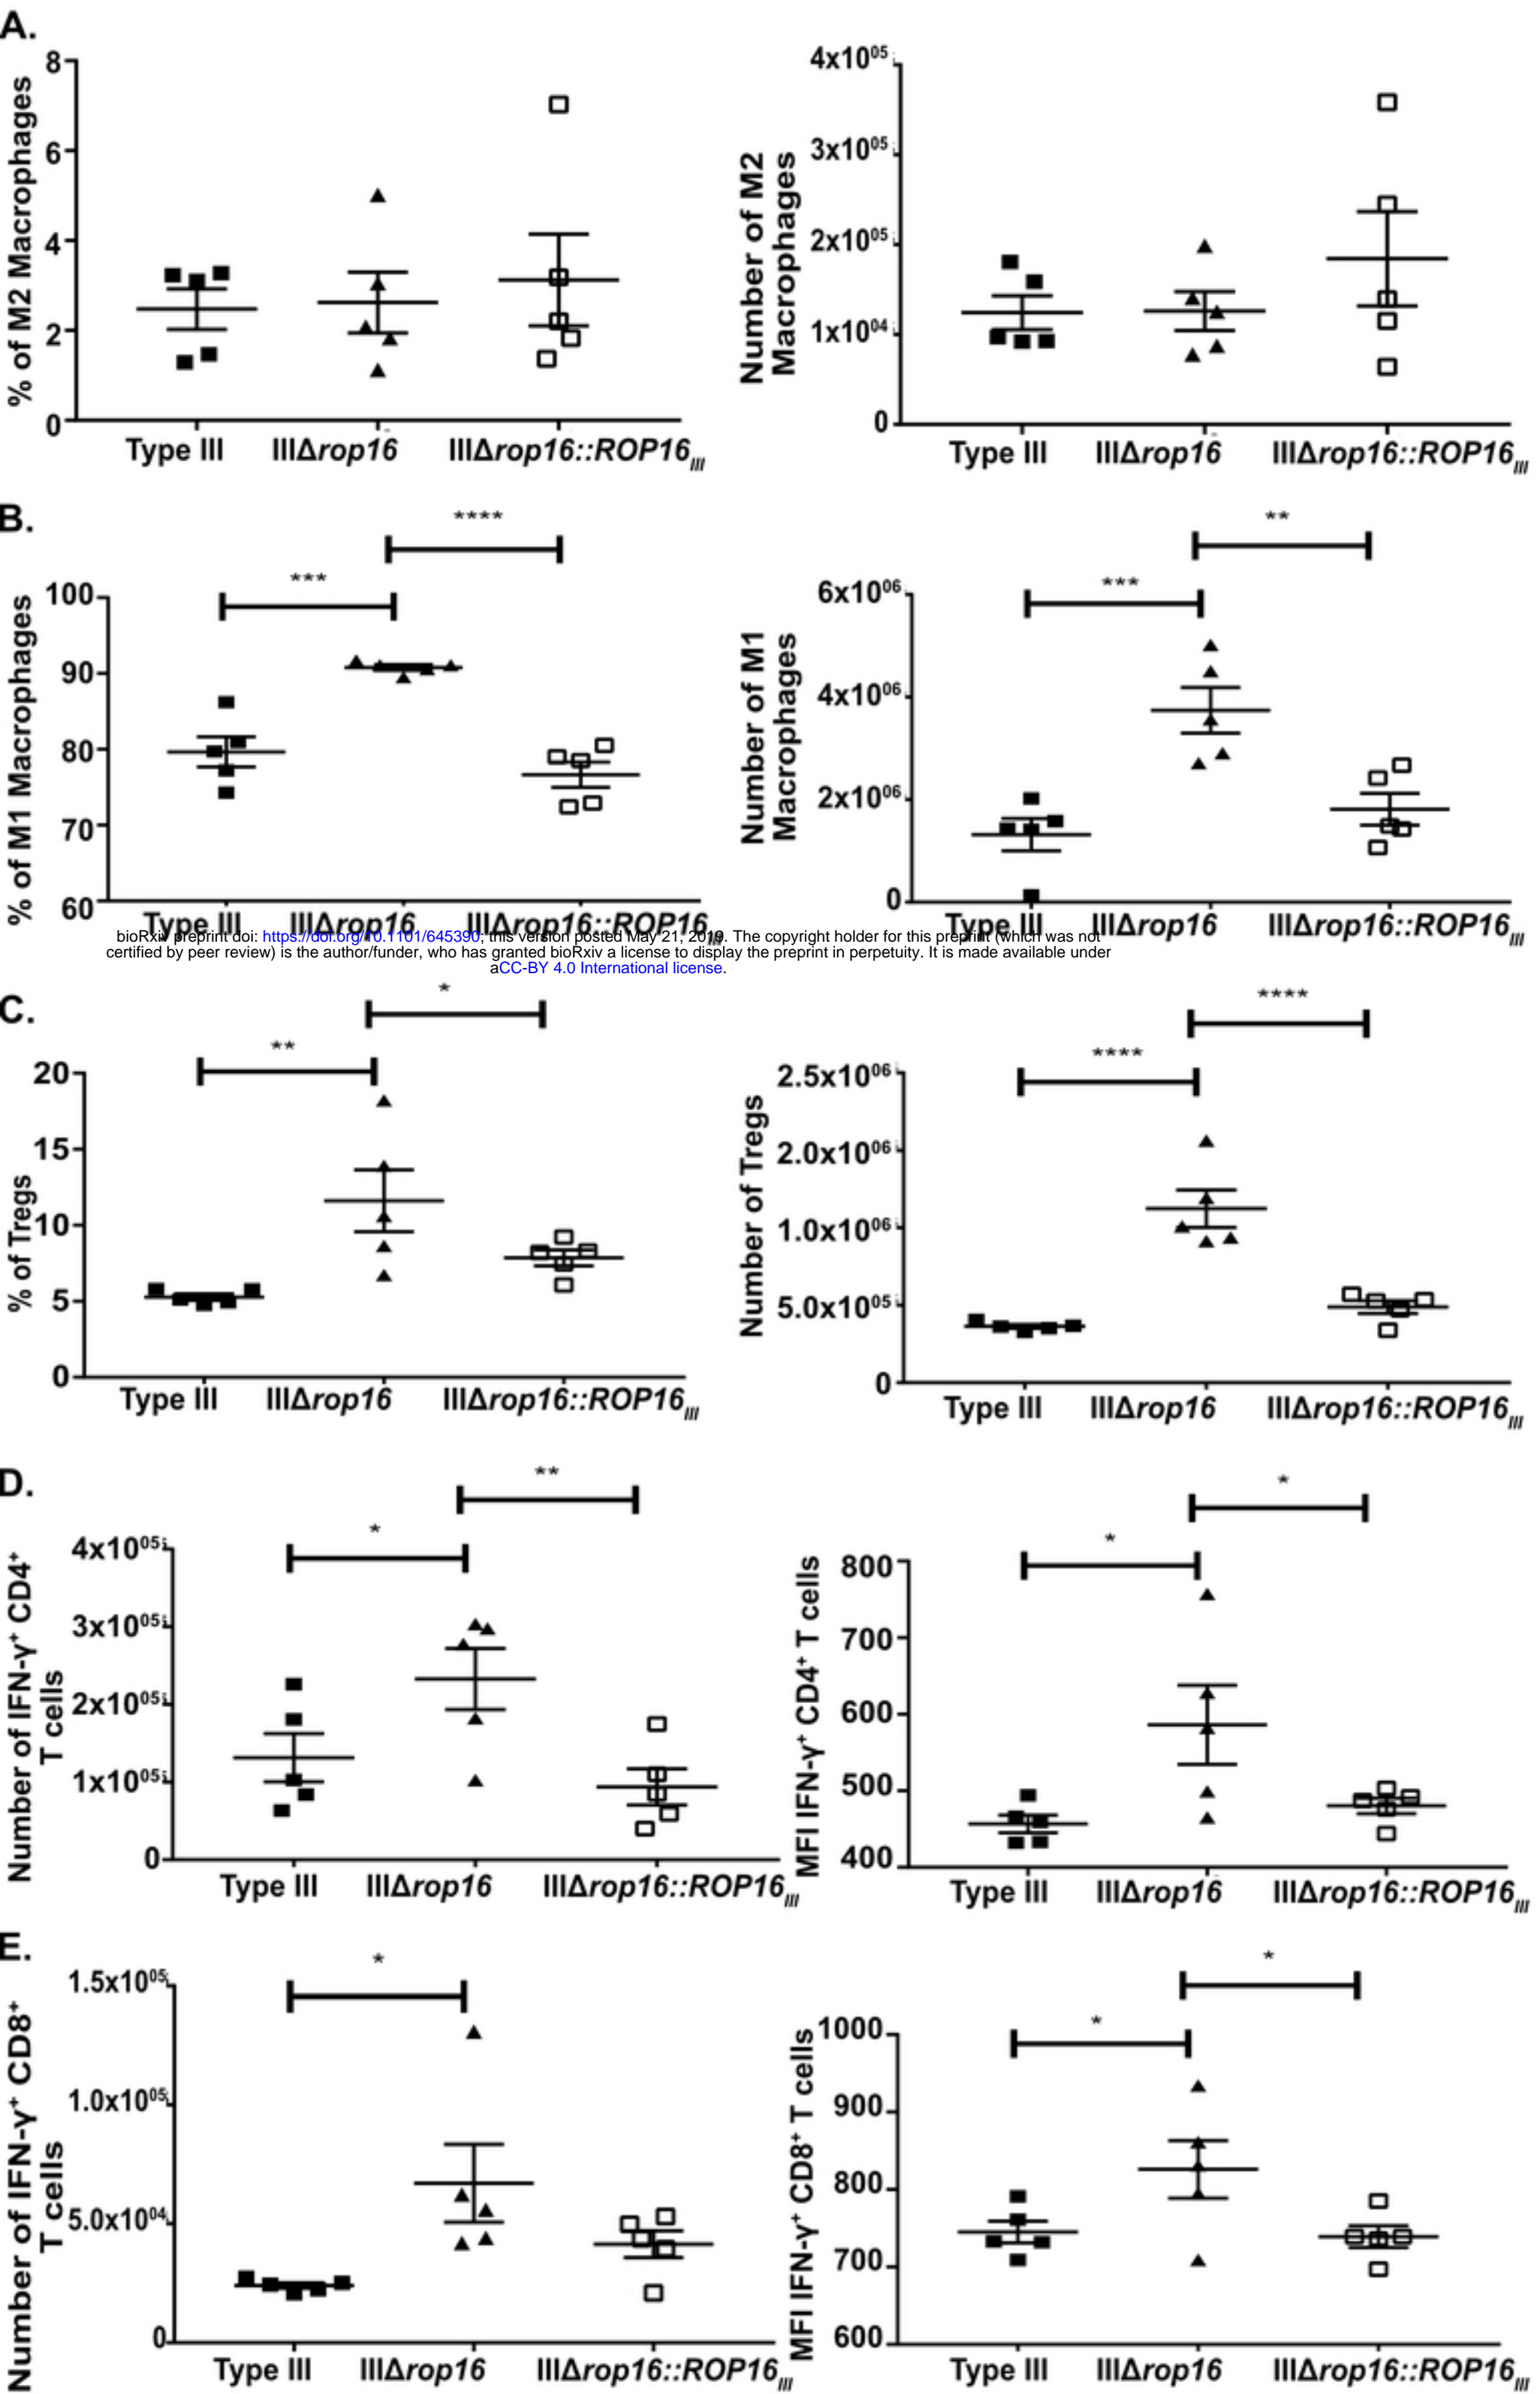 A.
% of M2 Macrophages
8
6
4
2
0
Type III IIIΔrop16 IIIΔrop16::ROP16III
Number of M2
Macrophages
4x10⁰⁵
3x10⁰⁵
2x10⁰⁵
1x10⁰⁴
0
Type III IIIΔrop16 IIIΔrop16::ROP16III
B.
% of M1 Macrophages
100
90
80
70
60
***
****
Type III IIIΔrop16 IIIΔrop16::ROP16III
Number of M1
Macrophages
6x10⁰⁶
4x10⁰⁶
2x10⁰⁶
0
***
**
Type III IIIΔrop16 IIIΔrop16::ROP16III
bioRxiv preprint doi: https://doi.org/10.1101/645390; this version posted May 21, 2019. The copyright holder for this preprint (which was not
certified by peer review) is the author/funder, who has granted bioRxiv a license to display the preprint in perpetuity. It is made available under
aCC-BY 4.0 International license.
C.
% of Tregs
20
15
10
5
0
**
*
Type III IIIΔrop16 IIIΔrop16::ROP16III
Number of Tregs
2.5x10⁰⁶
2.0x10⁰⁶
1.0x10⁰⁶
5.0x10⁰⁵
0
****
****
Type III IIIΔrop16 IIIΔrop16::ROP16III
D.
Number of IFN-γ⁺ CD4⁺
T cells
4x10⁰⁵
3x10⁰⁵
2x10⁰⁵
1x10⁰⁵
0
*
**
Type III IIIΔrop16 IIIΔrop16::ROP16III
MFI IFN-γ⁺ CD4⁺ T cells
800
700
600
500
400
*
*
Type III IIIΔrop16 IIIΔrop16::ROP16III
E.
Number of IFN-γ⁺ CD8⁺
T cells
1.5x10⁰⁵
1.0x10⁰⁵
5.0x10⁰⁴
0
*
Type III IIIΔrop16 IIIΔrop16::ROP16III
MFI IFN-γ⁺ CD8⁺ T cells
1000
900
800
700
600
*
*
Type III IIIΔrop16 IIIΔrop16::ROP16III